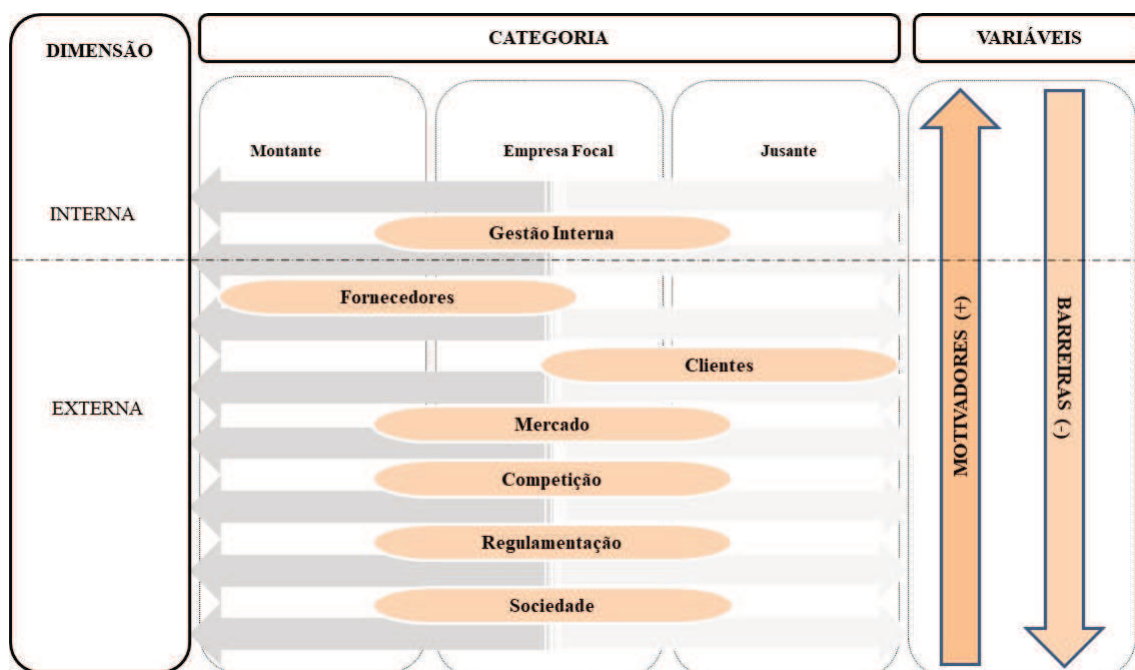 DIMENSÃO
CATEGORIA
VARIÁVEIS
Montante
Empresa Focal
Jusante
INTERNA
Gestão Interna
Fornecedores
Clientes
EXTERNA
Mercado
Competição
Regulamentação
Sociedade
MOTIVADORES (+)
BARREIRAS (-)